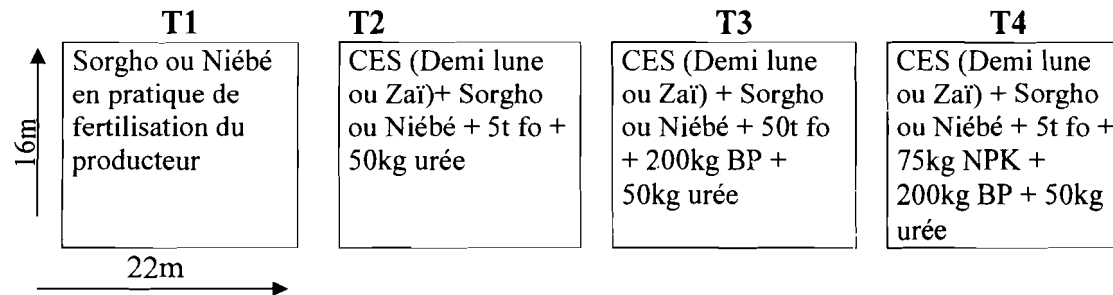 T1
Sorgho ou Niébé
en pratique de
fertilisation du
producteur
T2
CES (Demi lune
ou Zaï)+ Sorgho
ou Niébé + 5t fo +
50kg urée
T3
CES (Demi lune
ou Zaï) + Sorgho
ou Niébé + 50t fo
+ 200kg BP +
50kg urée
T4
CES (Demi lune
ou Zaï) + Sorgho
ou Niébé + 5t fo +
75kg NPK +
200kg BP + 50kg
urée
16m
22m